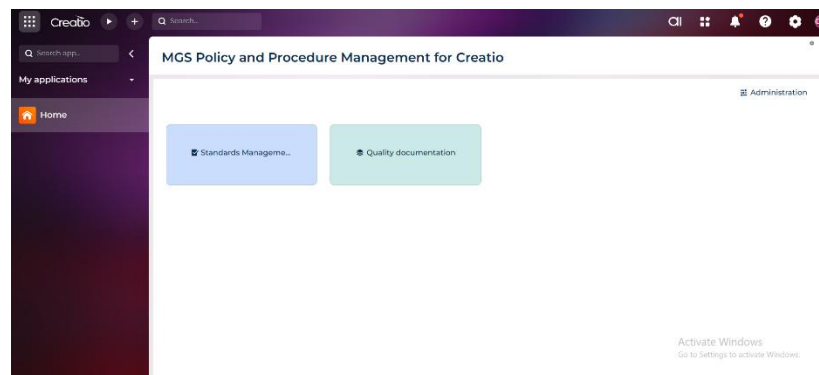 Creatio
Search...
Search app...
My applications
Home
MGS Policy and Procedure Management for Creatio
Administration
Standards Manageme...
Quality documentation
Activate Windows
Go to Settings to activate Windows.